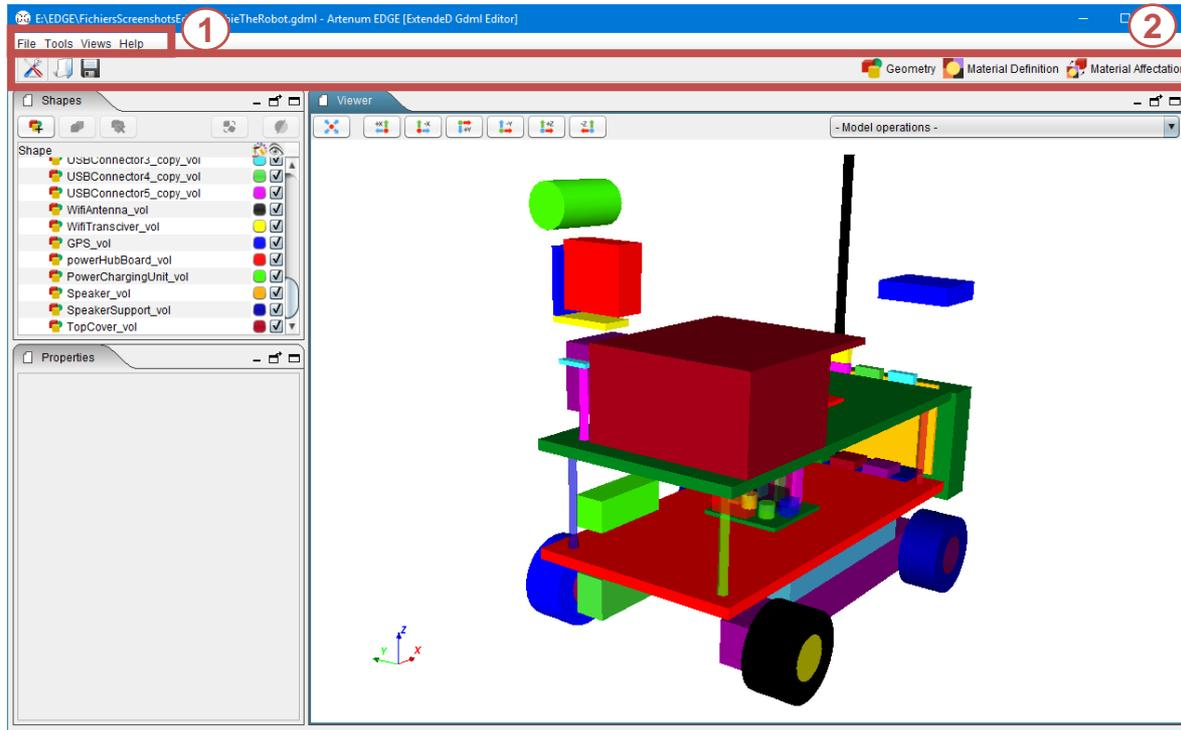 E:\EDGE\FichiersScreenshotsEd bieTheRobot.gdml - Artenum EDGE [ExtendeD Gdml Editor]
1
2
File Tools Views Help
Geometry Material Definition Material Affectation
Shapes
Viewer
+X -X +Y -Y +Z -Z
- Model operations -
Shape
USBConnector3_copy_vol
USBConnector4_copy_vol
USBConnector5_copy_vol
WifiAntenna_vol
WifiTransciver_vol
GPS_vol
powerHubBoard_vol
PowerChargingUnit_vol
Speaker_vol
SpeakerSupport_vol
TopCover_vol
Properties
Z
Y X